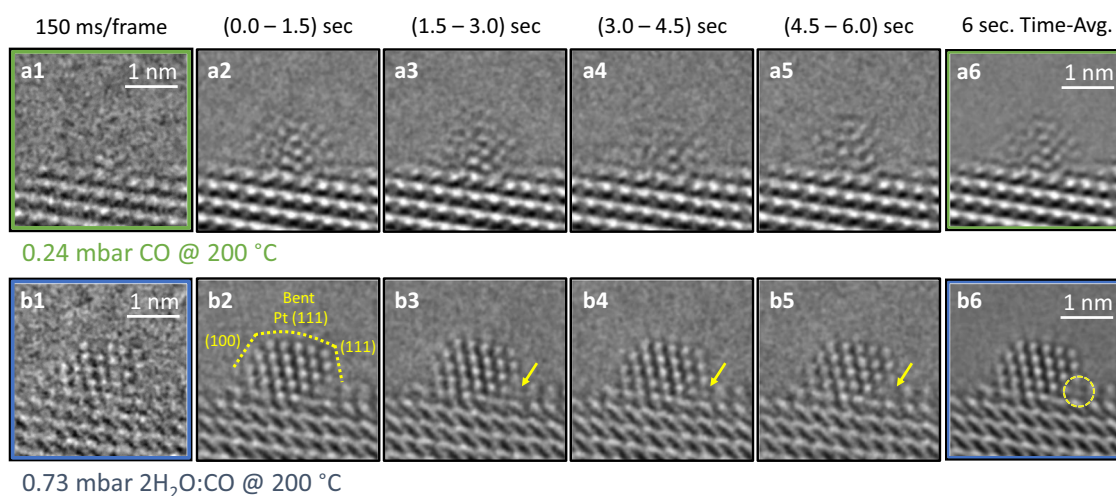 150 ms/frame (0.0 – 1.5) sec (1.5 – 3.0) sec (3.0 – 4.5) sec (4.5 – 6.0) sec 6 sec. Time-Avg.
a1 a2 a3 a4 a5 a6
1 nm 1 nm
0.24 mbar CO @ 200 °C
b1 b2 b3 b4 b5 b6
1 nm Bent 1 nm
Pt (111)
(100) (111)
0.73 mbar 2H₂O:CO @ 200 °C